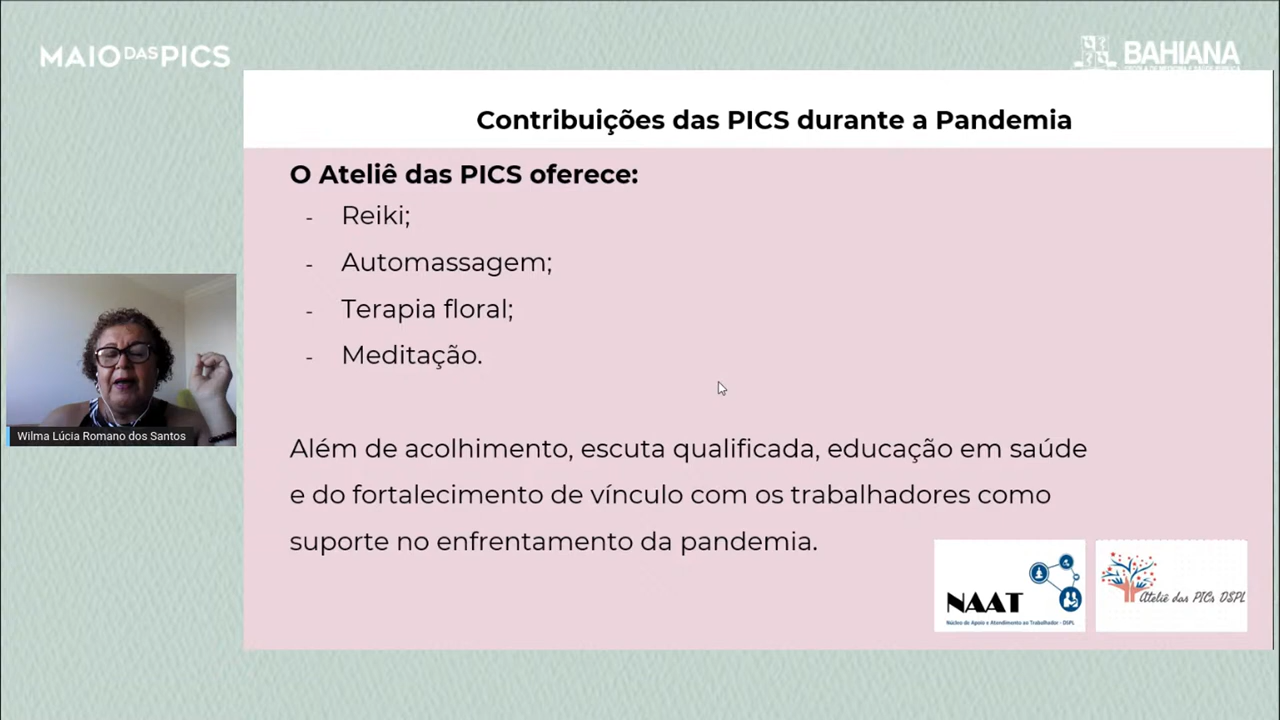 MAIO DAS PICS
BAHIANA
Contribuições das PICS durante a Pandemia
O Ateliê das PICS oferece:
- Reiki;
- Automassagem;
- Terapia floral;
- Meditação.
Wilma Lúcia Romano dos Santos
Além de acolhimento, escuta qualificada, educação em saúde
e do fortalecimento de vínculo com os trabalhadores como
suporte no enfrentamento da pandemia.
NAAT
Núcleo de Apoio e Atendimento ao Trabalhador - DSPL
Ateliê das PICs DSPL